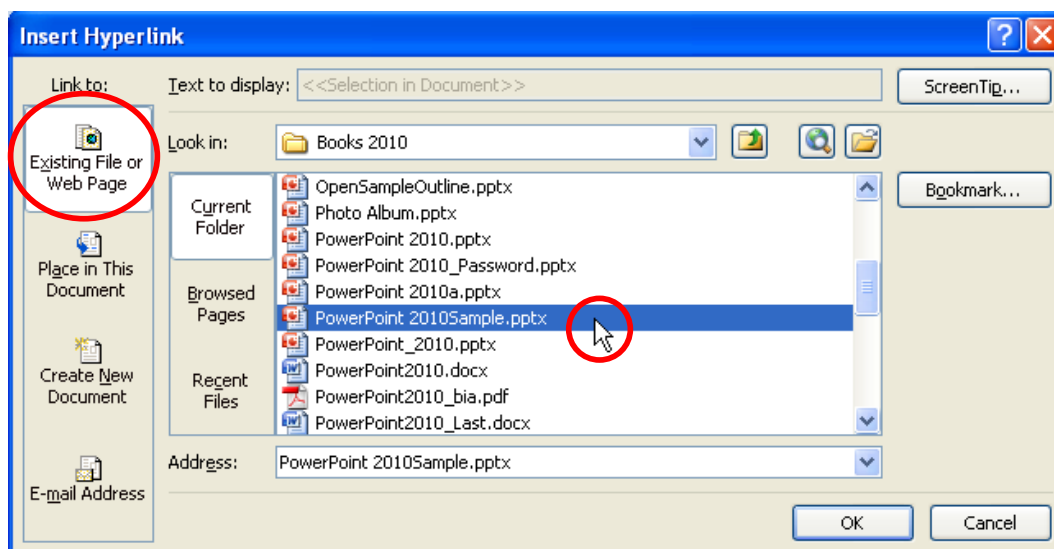 Insert Hyperlink
Link to:
Text to display: <<Selection in Document>>
ScreenTip...
Existing File or
Web Page
Look in:
Books 2010
Current
Folder
Browsed
Pages
Recent
Files
OpenSampleOutline.pptx
Photo Album.pptx
PowerPoint 2010.pptx
PowerPoint 2010_Password.pptx
PowerPoint 2010a.pptx
PowerPoint 2010Sample.pptx
PowerPoint_2010.pptx
PowerPoint2010.docx
PowerPoint2010_bia.pdf
PowerPoint2010_Last.docx
Bookmark...
Place in This
Document
Create New
Document
E-mail Address
Address:
PowerPoint 2010Sample.pptx
OK
Cancel